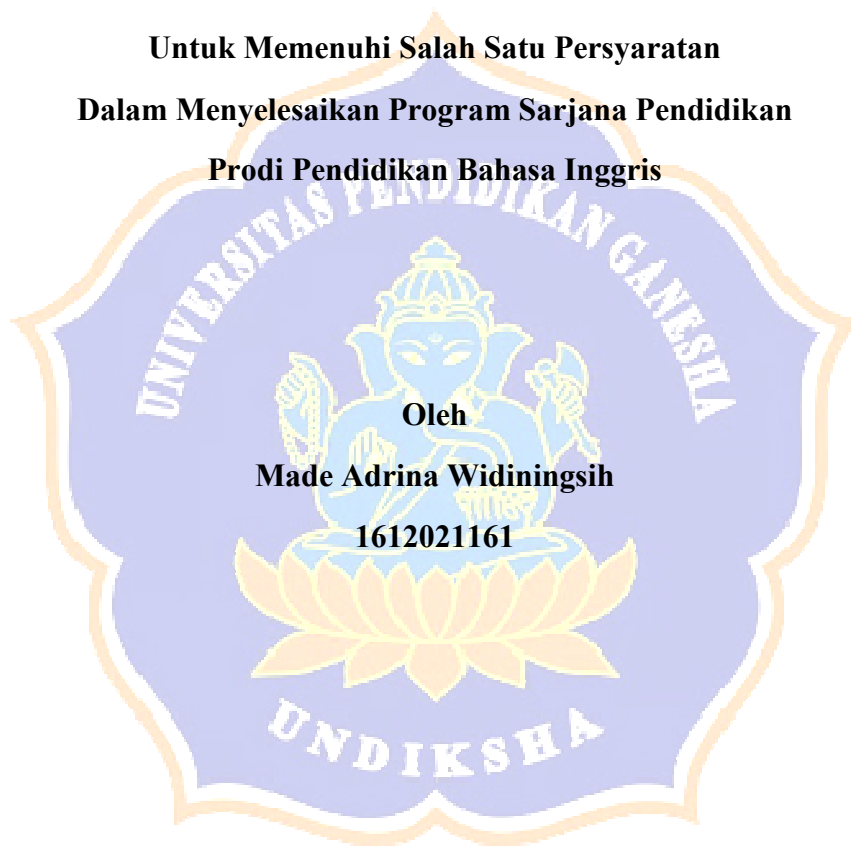 Untuk Memenuhi Salah Satu Persyaratan
Dalam Menyelesaikan Program Sarjana Pendidikan
Prodi Pendidikan Bahasa Inggris
UNIVERSITAS PENDIDIKAN GANESHA
Oleh
Made Adrina Widiningsih
1612021161
UNDIKSHA